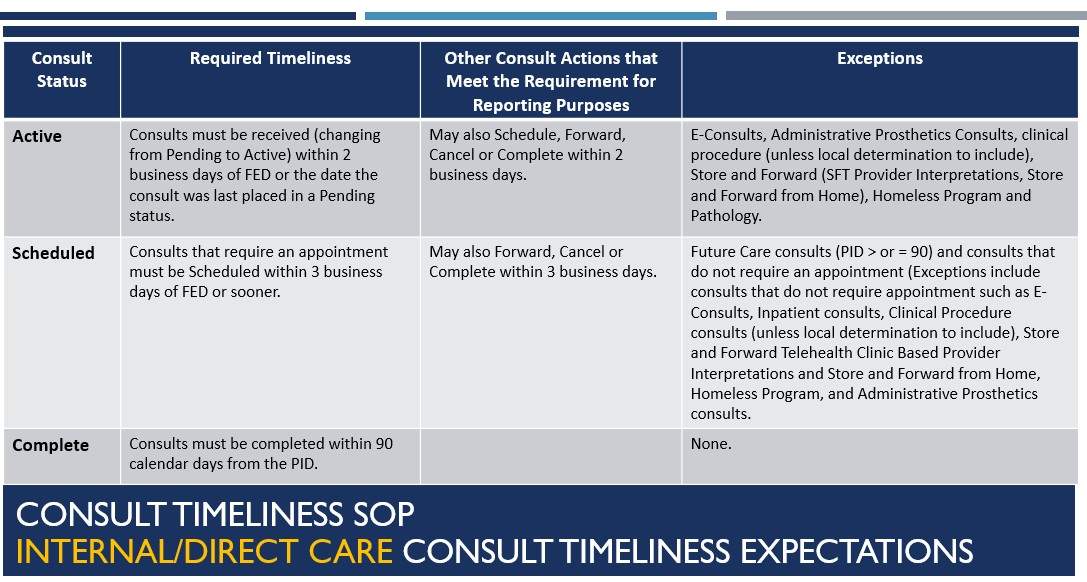 Consult
Status
Required Timeliness
Other Consult Actions that
Meet the Requirement for
Reporting Purposes
Exceptions
Active
Consults must be received (changing
from Pending to Active) within 2
business days of FED or the date the
consult was last placed in a Pending
status.
May also Schedule, Forward,
Cancel or Complete within 2
business days.
E-Consults, Administrative Prosthetics Consults, clinical
procedure (unless local determination to include),
Store and Forward (SFT Provider Interpretations, Store
and Forward from Home), Homeless Program and
Pathology.
Scheduled
Consults that require an appointment
must be Scheduled within 3 business
days of FED or sooner.
May also Forward, Cancel or
Complete within 3 business days.
Future Care consults (PID > or = 90) and consults that
do not require an appointment (Exceptions include
consults that do not require appointment such as E-
Consults, Inpatient consults, Clinical Procedure
consults (unless local determination to include), Store
and Forward Telehealth Clinic Based Provider
Interpretations and Store and Forward from Home,
Homeless Program, and Administrative Prosthetics
consults.
Complete
Consults must be completed within 90
calendar days from the PID.
None.
CONSULT TIMELINESS SOP
INTERNAL/DIRECT CARE CONSULT TIMELINESS EXPECTATIONS